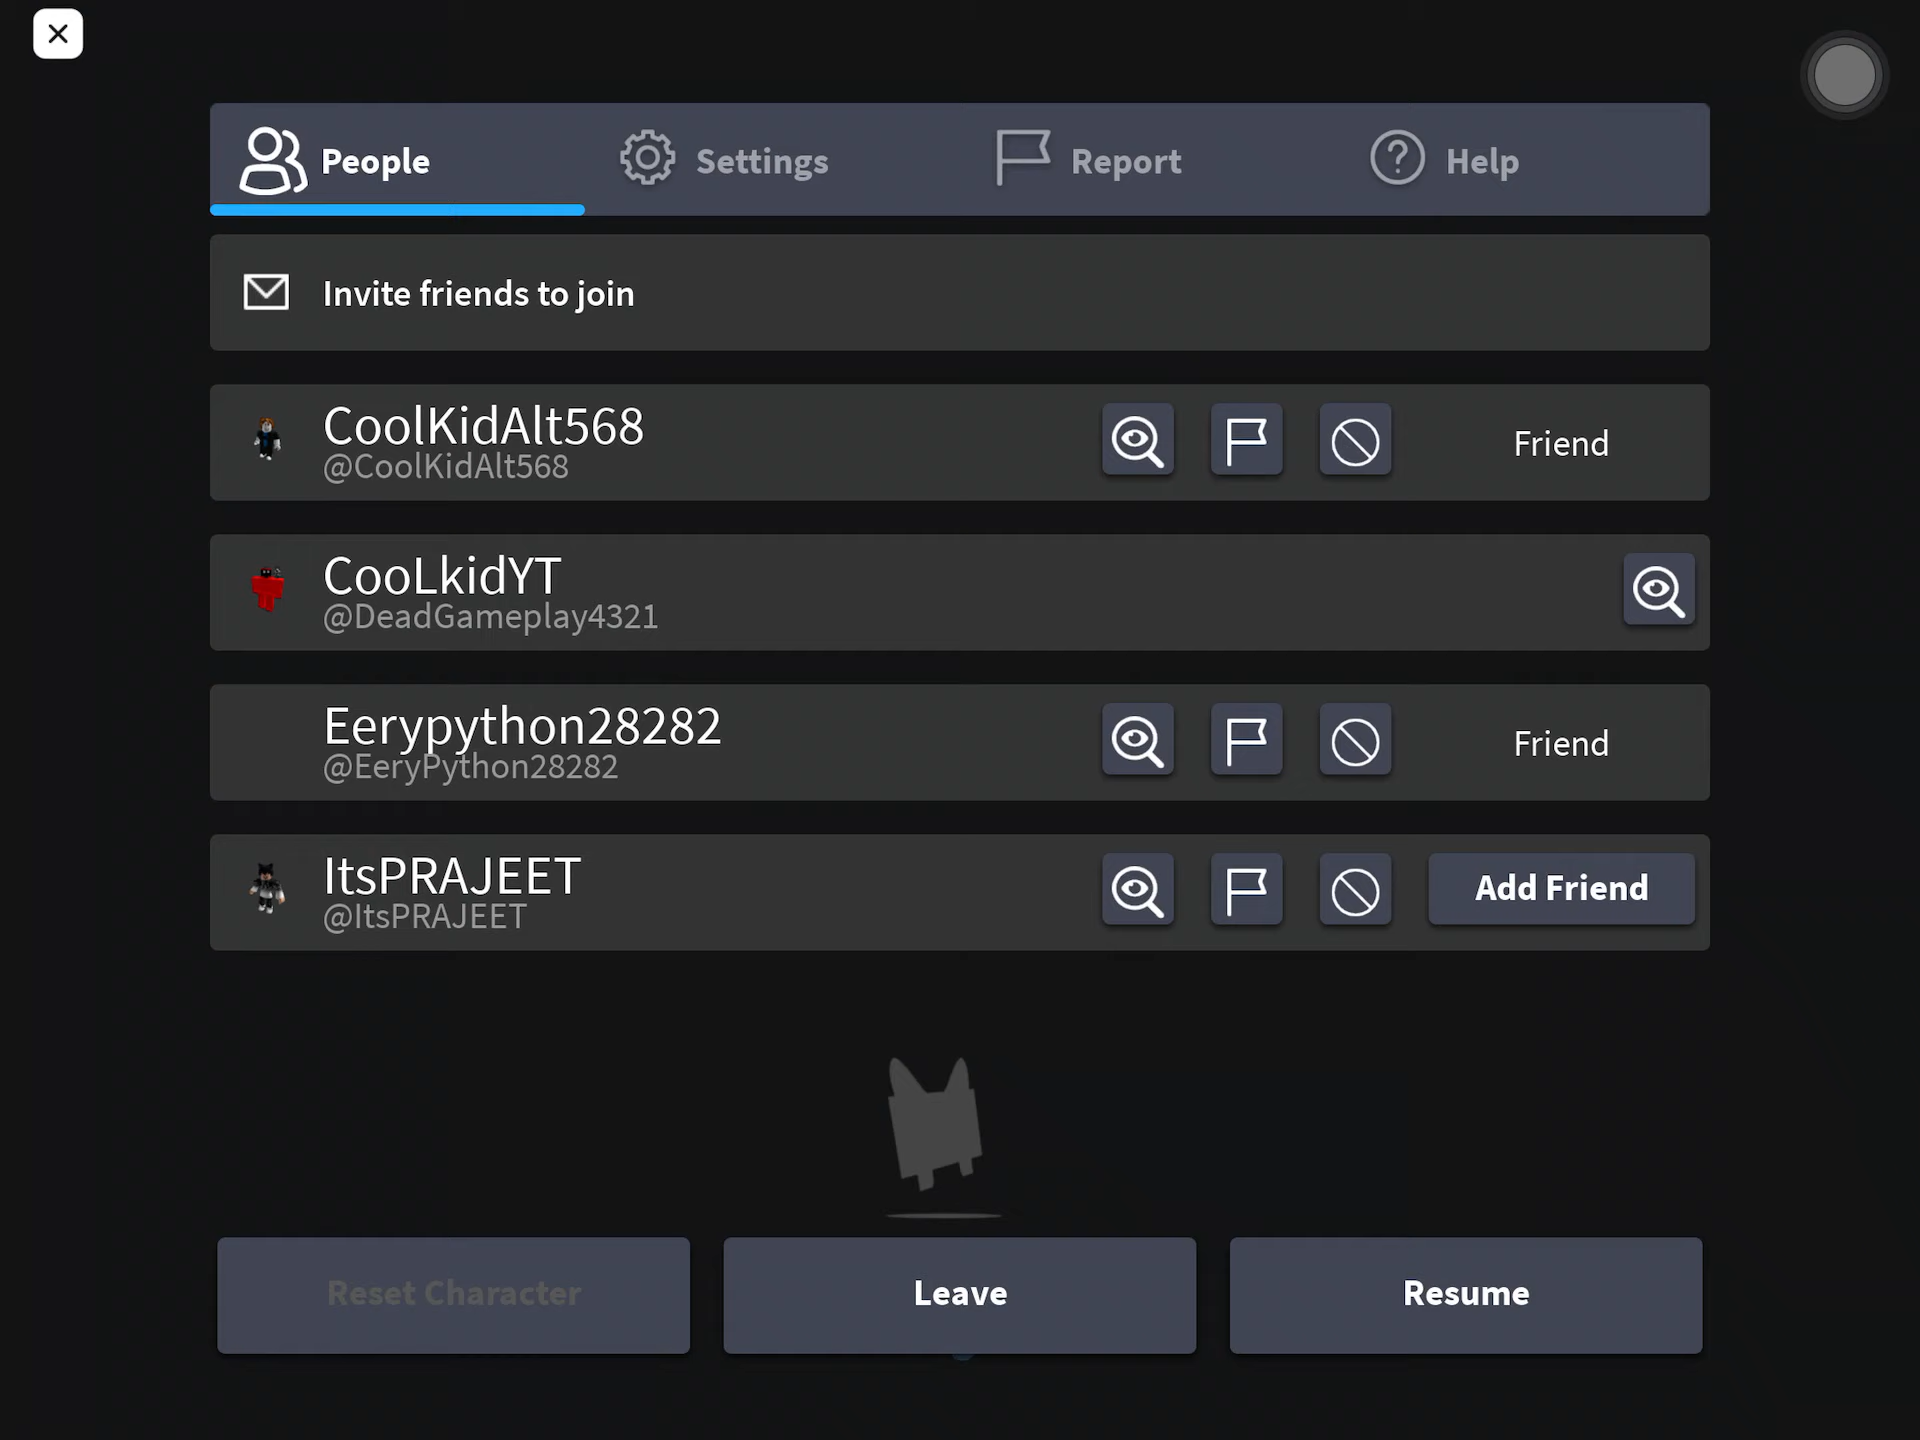 People
Settings
Report
Help
Invite friends to join
CoolKidAlt568
@CoolKidAlt568
Friend
CooLkidYT
@DeadGameplay4321
Eerypython28282
@EeryPython28282
Friend
ItsPRAJEET
@ItsPRAJEET
Add Friend
Reset Character
Leave
Resume